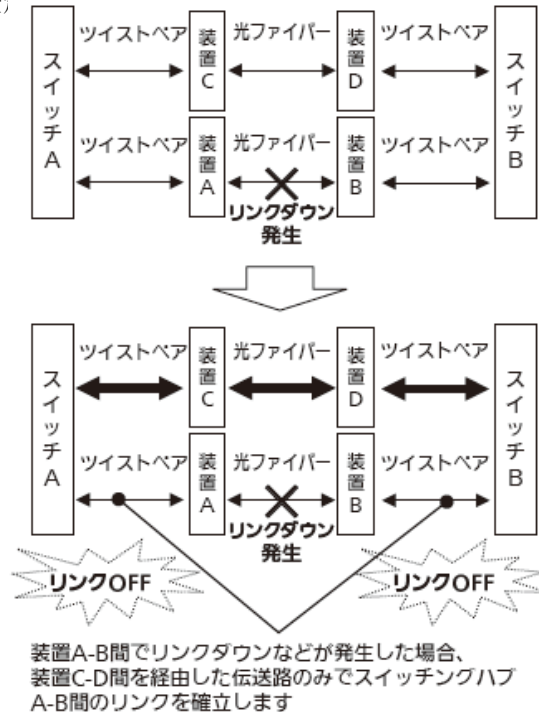 ツイストペア 光ファイバー ツイストペア
スイッチA 装置C 装置D スイッチB
ツイストペア 光ファイバー ツイストペア
装置A 装置B
リンクダウン
発生
ツイストペア 光ファイバー ツイストペア
スイッチA 装置C 装置D スイッチB
ツイストペア 光ファイバー ツイストペア
装置A 装置B
リンクダウン
発生
リンクOFF リンクOFF
装置A-B間でリンクダウンなどが発生した場合、
装置C-D間を経由した伝送路のみでスイッチングハブ
A-B間のリンクを確立します